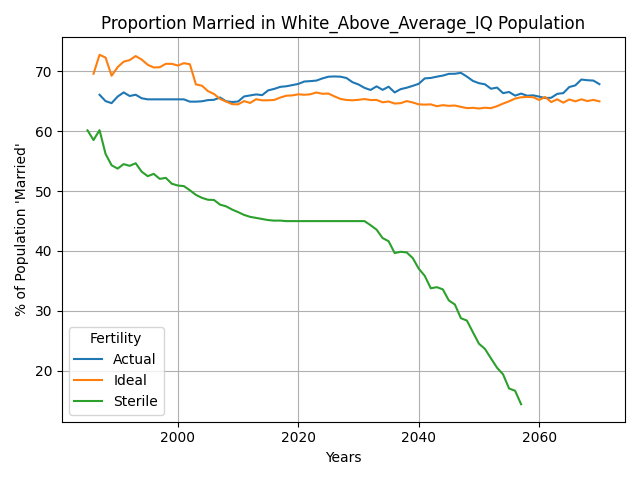 Proportion Married in White_Above_Average_IQ Population
% of Population 'Married'
70
60
50
40
30
20
Fertility
Actual
Ideal
Sterile
2000 2020 2040 2060
Years